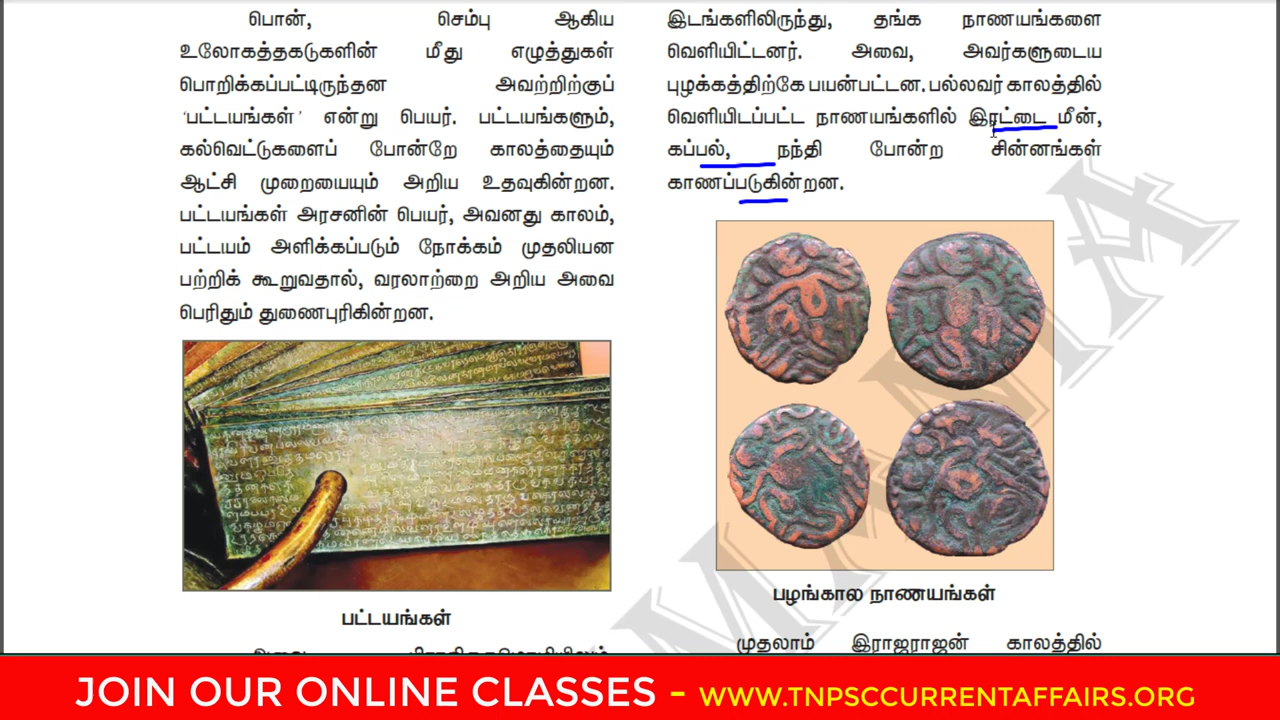 பொன், செம்பு ஆகிய
உலோகத்தகடுகளின் மீது எழுத்துகள்
பொறிக்கப்பட்டிருந்தன அவற்றிற்குப்
'பட்டயங்கள்' என்று பெயர். பட்டயங்களும்,
கல்வெட்டுகளைப் போன்றே காலத்தையும்
ஆட்சி முறையையும் அறிய உதவுகின்றன.
பட்டயங்கள் அரசனின் பெயர், அவனது காலம்,
பட்டயம் அளிக்கப்படும் நோக்கம் முதலியன
பற்றிக் கூறுவதால், வரலாற்றை அறிய அவை
பெரிதும் துணைபுரிகின்றன.
பட்டயங்கள்
இடங்களிலிருந்து, தங்க நாணயங்களை
வெளியிட்டனர். அவை, அவர்களுடைய
புழக்கத்திற்கே பயன்பட்டன. பல்லவர் காலத்தில்
வெளியிடப்பட்ட நாணயங்களில் இரட்டை மீன்,
கப்பல், நந்தி போன்ற சின்னங்கள்
காணப்படுகின்றன.
பழங்கால நாணயங்கள்
முதலாம் இராஜராஜன் காலத்தில்
JOIN OUR ONLINE CLASSES - WWW.TNPSCCURRENTAFFAIRS.ORG